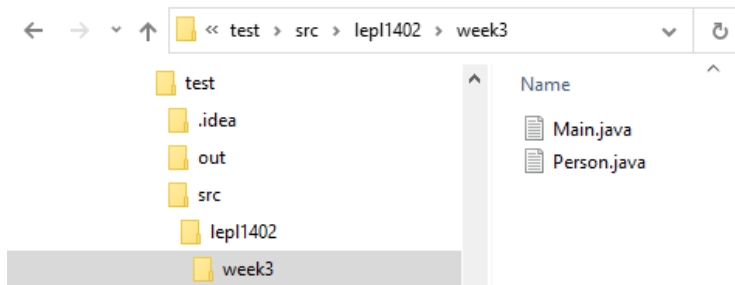 « test › src › lepl1402 › week3
test
.idea
out
src
lepl1402
week3
Name
Main.java
Person.java